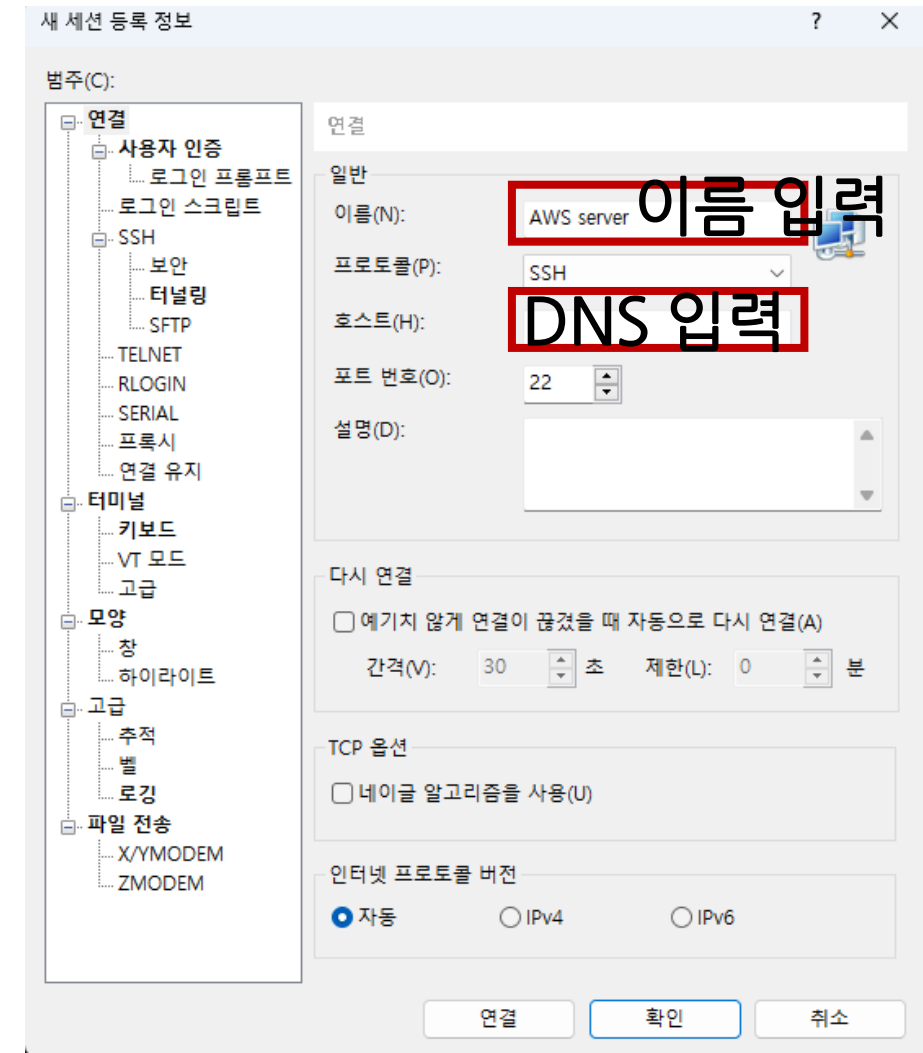 새 세션 등록 정보
?
×
범주(C):
연결
사용자 인증
로그인 프롬프트
로그인 스크립트
SSH
보안
터널링
SFTP
TELNET
RLOGIN
SERIAL
프록시
연결 유지
터미널
키보드
VT 모드
고급
모양
창
하이라이트
고급
추적
벨
로깅
파일 전송
X/YMODEM
ZMODEM
연결
일반
이름(N): AWS server 이름 입력
프로토콜(P): SSH
호스트(H): DNS 입력
포트 번호(O): 22
설명(D):
다시 연결
예기치 않게 연결이 끊겼을 때 자동으로 다시 연결(A)
간격(V): 30 초 제한(L): 0 분
TCP 옵션
네이글 알고리즘을 사용(U)
인터넷 프로토콜 버전
자동 IPv4 IPv6
연결 확인 취소